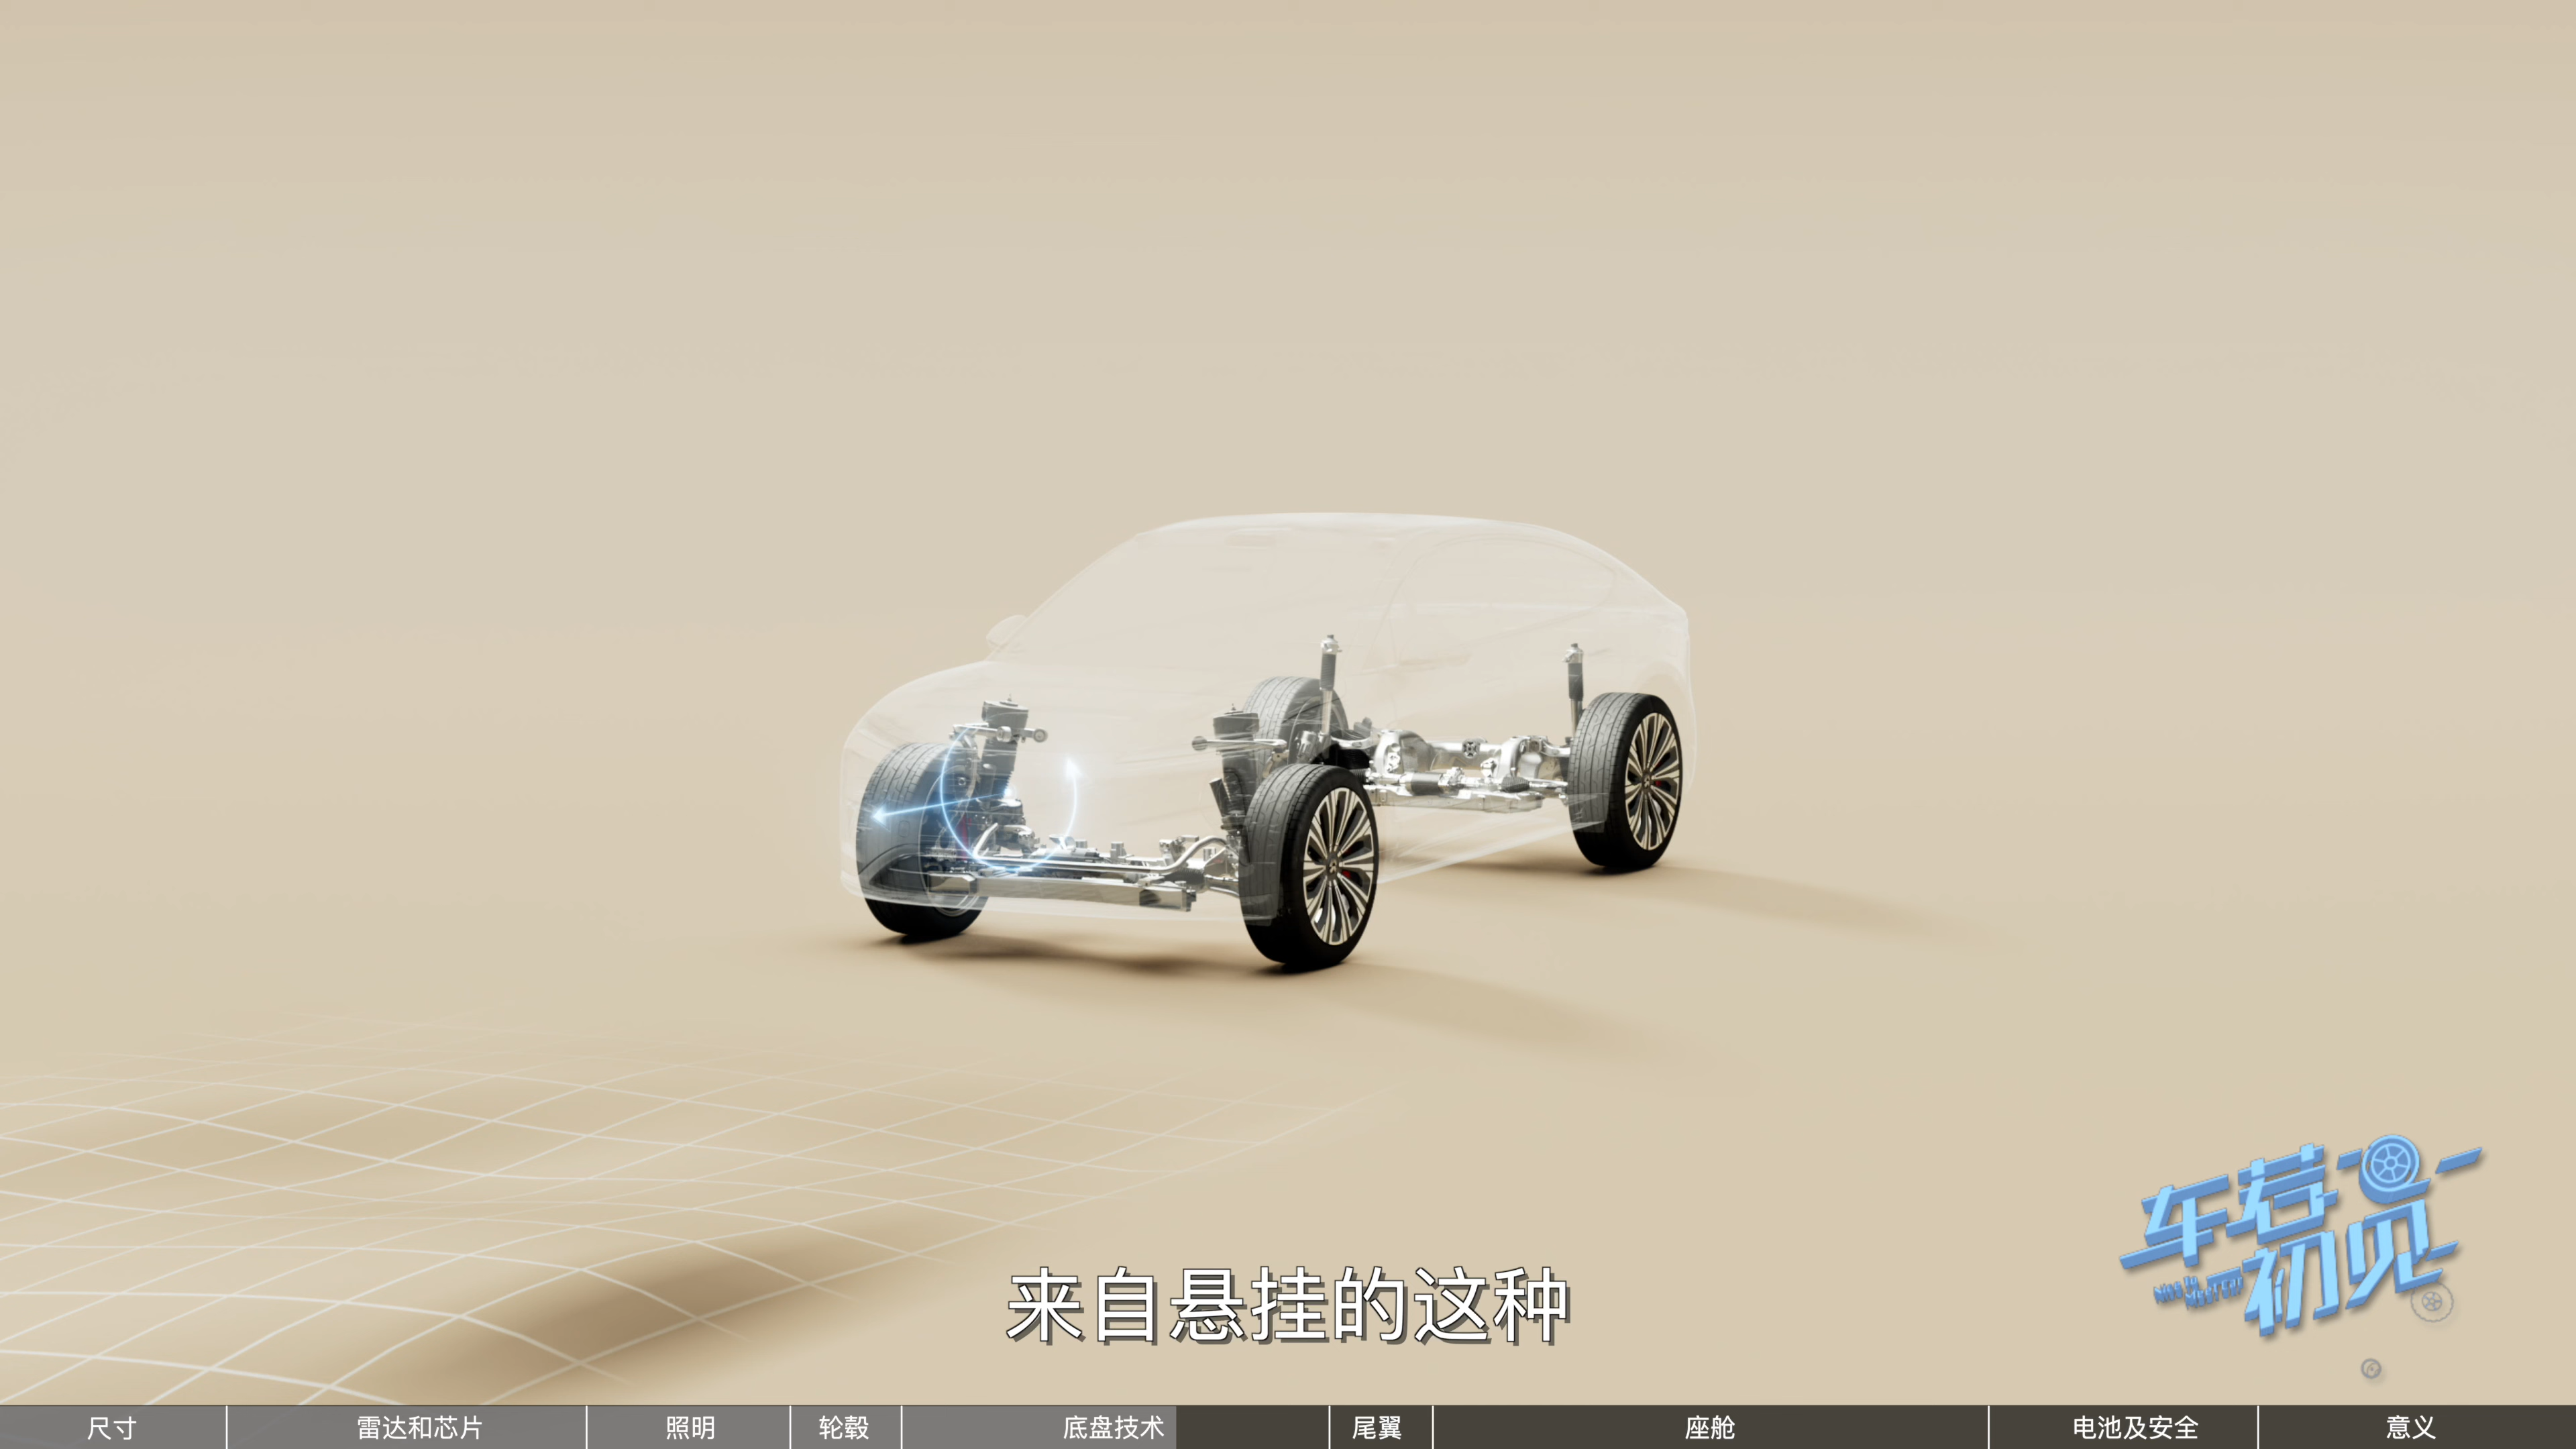 车若
初见
来自悬挂的这种
尺寸
雷达和芯片
照明
轮毂
底盘技术
尾翼
座舱
电池及安全
意义